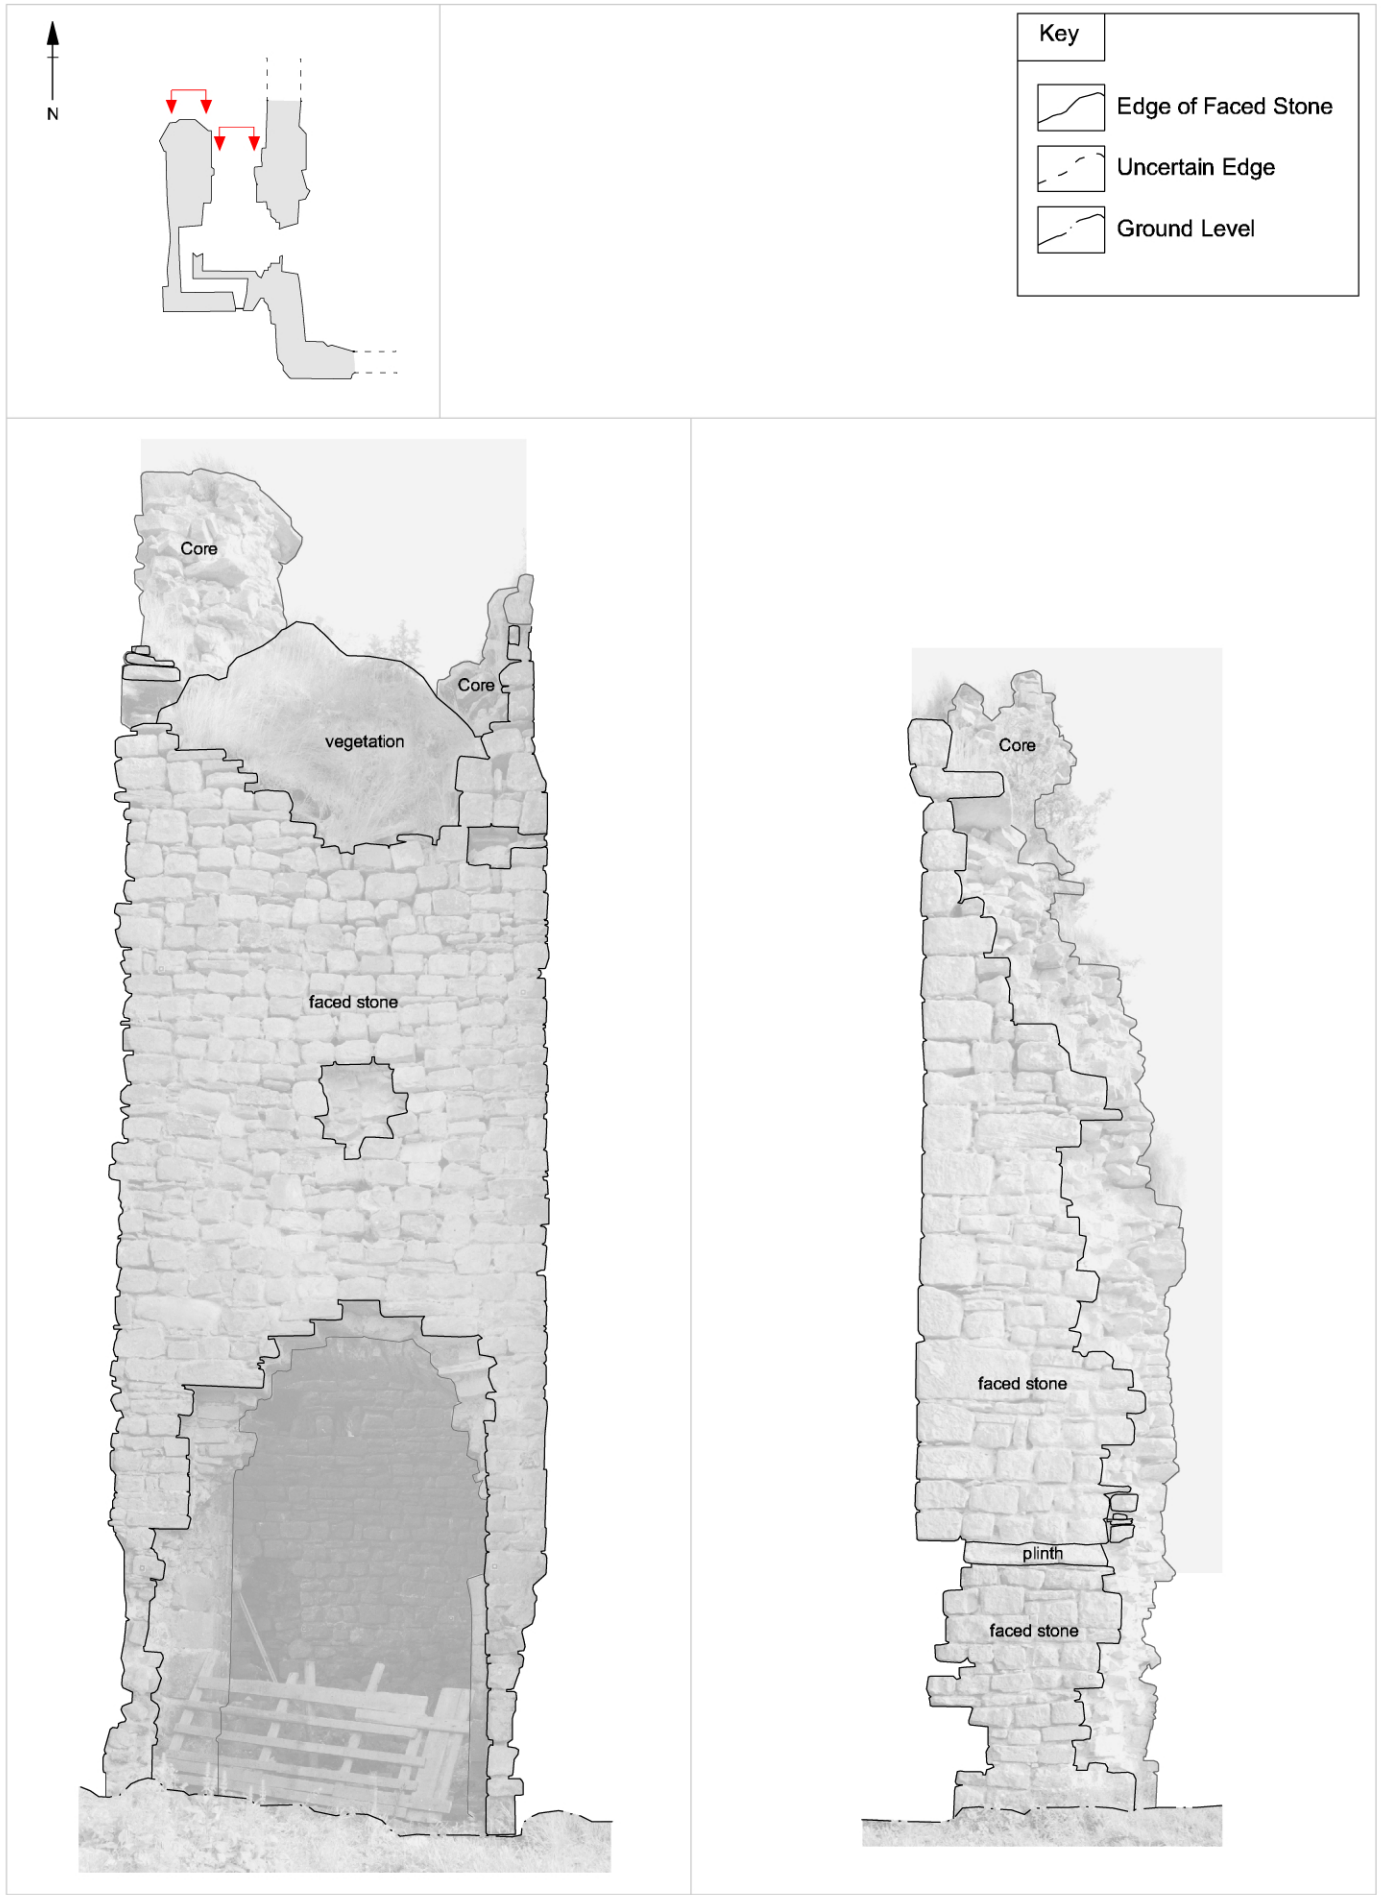 N
Key
Edge of Faced Stone
Uncertain Edge
Ground Level
Core
Core
vegetation
faced stone
Core
faced stone
plinth
faced stone